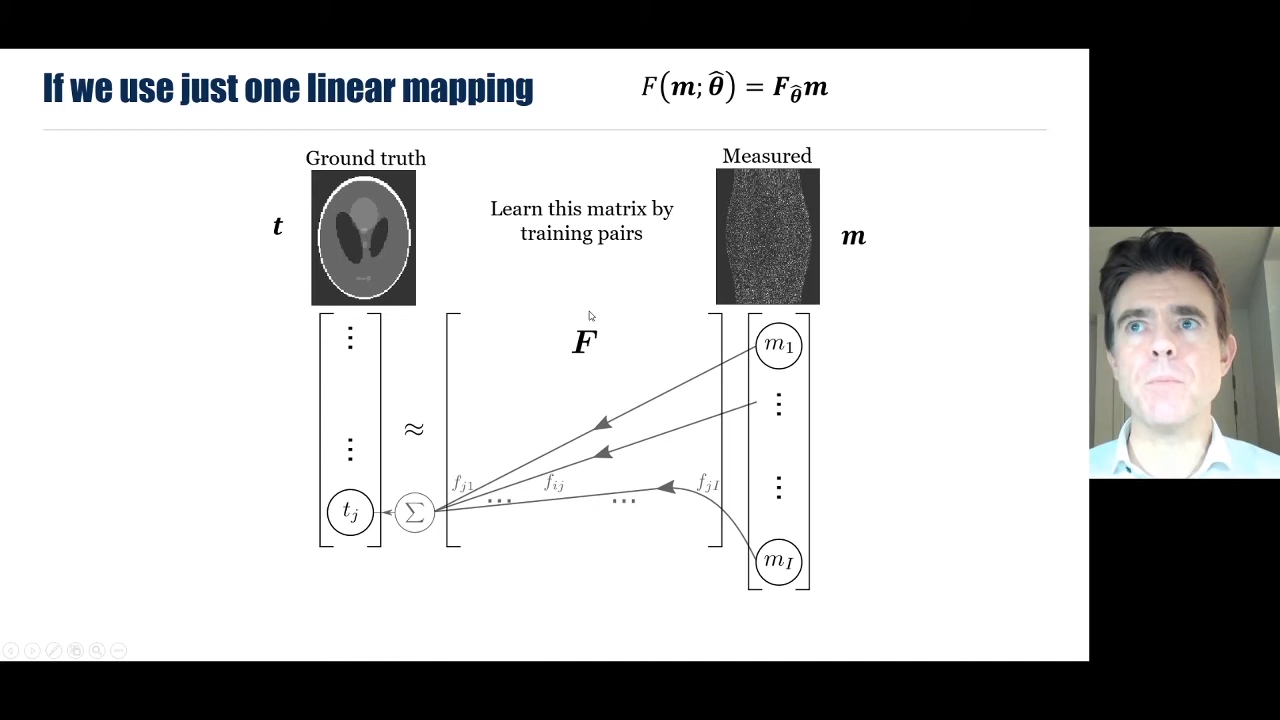 If we use just one linear mapping
F(m; θ̂) = F_θ̂ m
Ground truth
Measured
Learn this matrix by
training pairs
t
m
F
m₁
⋮
⋮
≈
f_j1
f_ij
f_jI
⋮
⋮
… …
t_j
Σ
m_I